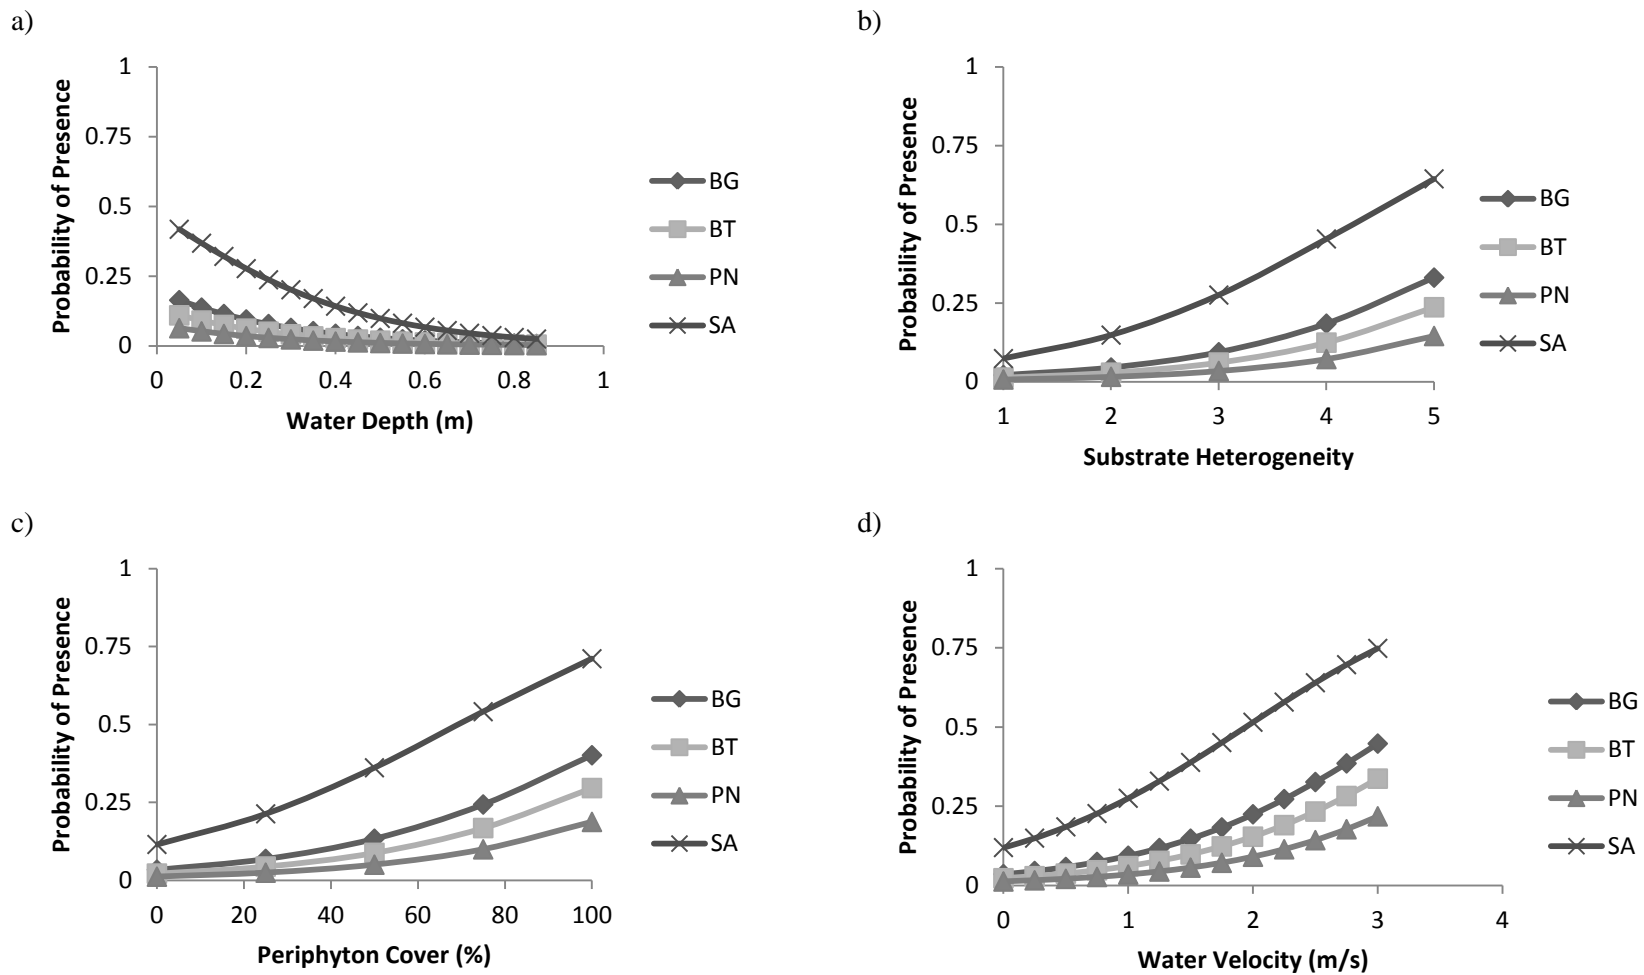 a)
Probability of Presence
1
0.75
0.5
0.25
0
0 0.2 0.4 0.6 0.8 1
Water Depth (m)
BG
BT
PN
SA
b)
Probability of Presence
1
0.75
0.5
0.25
0
1 2 3 4 5
Substrate Heterogeneity
BG
BT
PN
SA
c)
Probability of Presence
1
0.75
0.5
0.25
0
0 20 40 60 80 100
Periphyton Cover (%)
BG
BT
PN
SA
d)
Probability of Presence
1
0.75
0.5
0.25
0
0 1 2 3 4
Water Velocity (m/s)
BG
BT
PN
SA